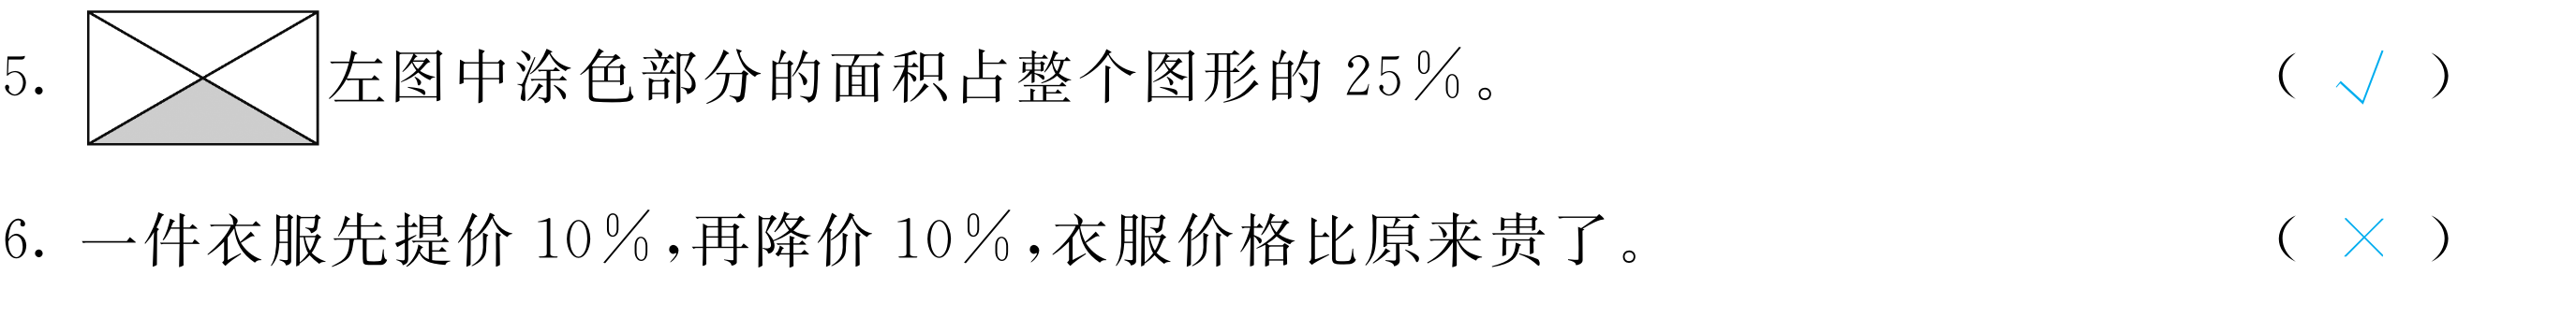 5. 左图中涂色部分的面积占整个图形的 25%。 ( √ )
6. 一件衣服先提价 10%,再降价 10%,衣服价格比原来贵了。 ( × )